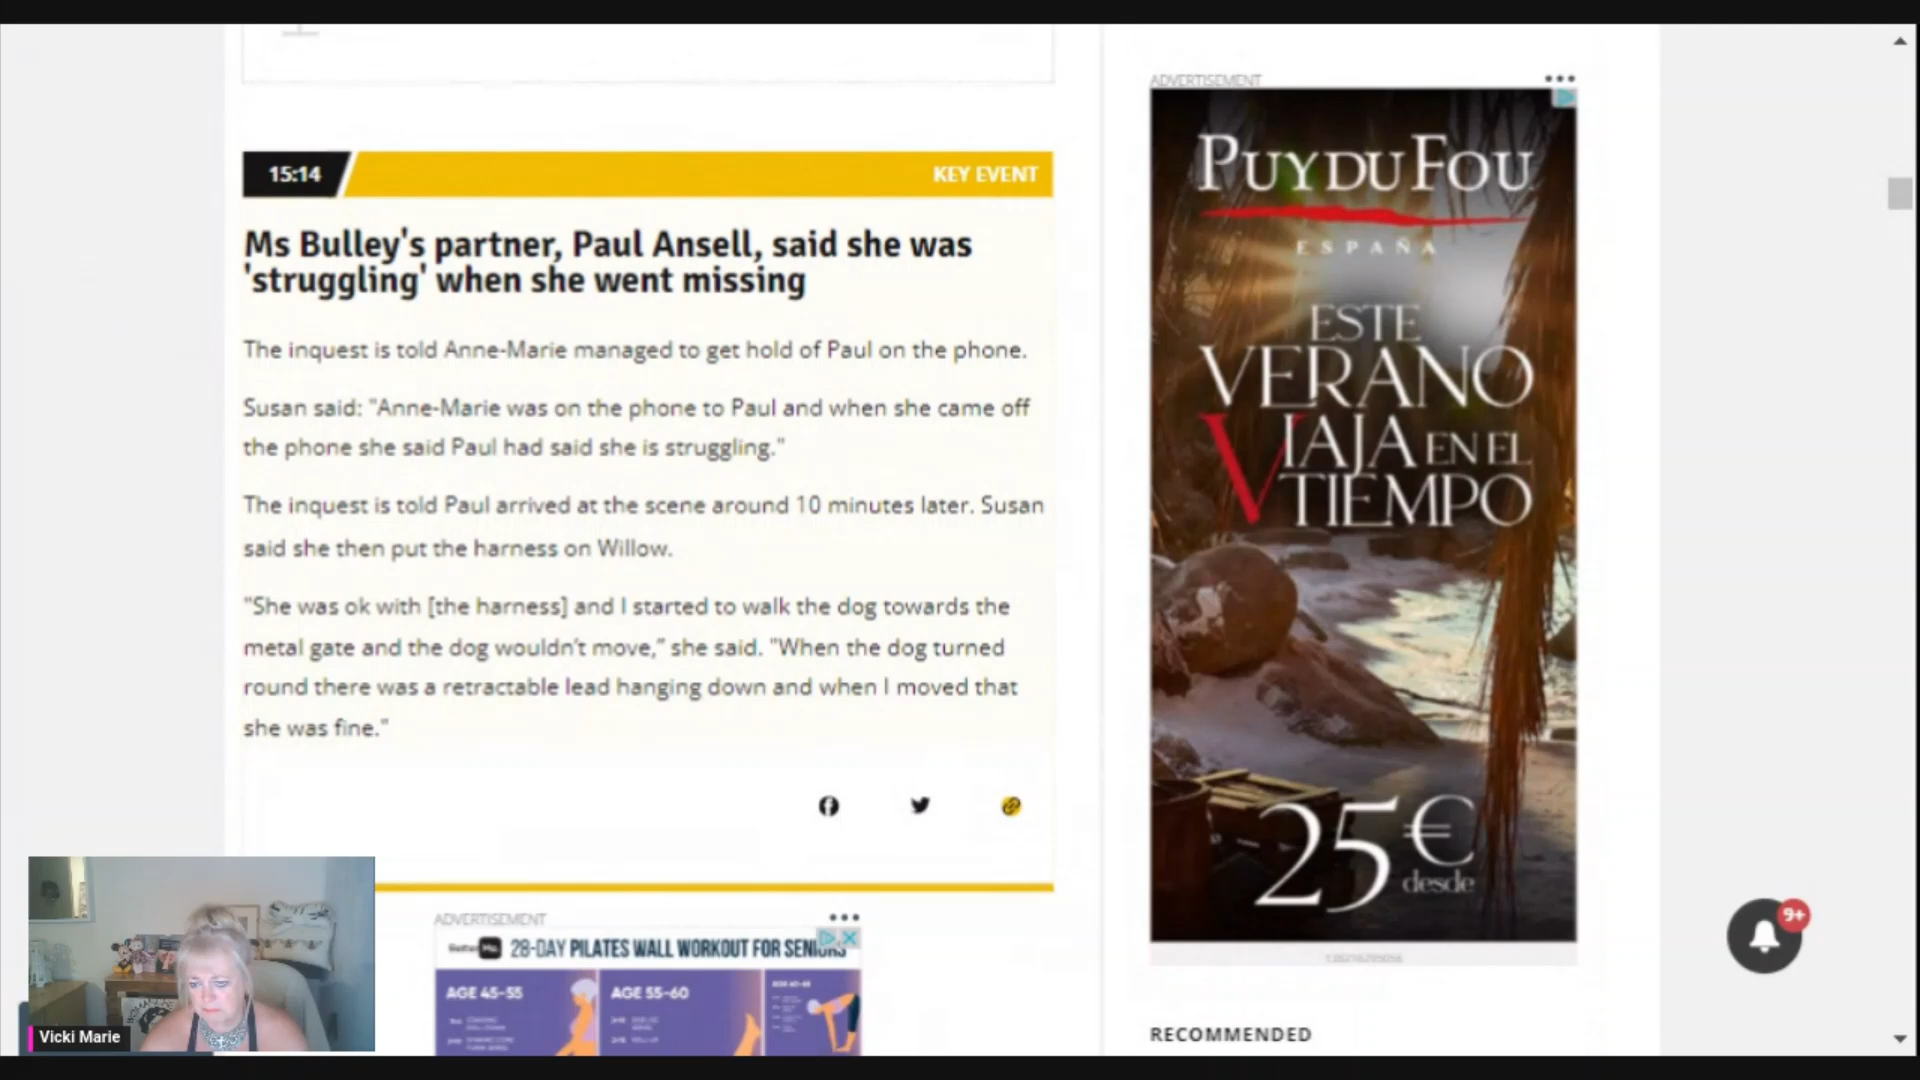 15:14
KEY EVENT
Ms Bulley's partner, Paul Ansell, said she was
'struggling' when she went missing
The inquest is told Anne-Marie managed to get hold of Paul on the phone.
Susan said: "Anne-Marie was on the phone to Paul and when she came off
the phone she said Paul had said she is struggling."
The inquest is told Paul arrived at the scene around 10 minutes later. Susan
said she then put the harness on Willow.
"She was ok with [the harness] and I started to walk the dog towards the
metal gate and the dog wouldn't move," she said. "When the dog turned
round there was a retractable lead hanging down and when I moved that
she was fine."
ADVERTISEMENT
28-DAY PILATES WALL WORKOUT FOR SENIORS
AGE 45-55
AGE 55-60
Vicki Marie
ADVERTISEMENT
PUY DU FOU
ESPAÑA
ESTE
VERANO
VIAJA EN EL
TIEMPO
25€
desde
9+
RECOMMENDED